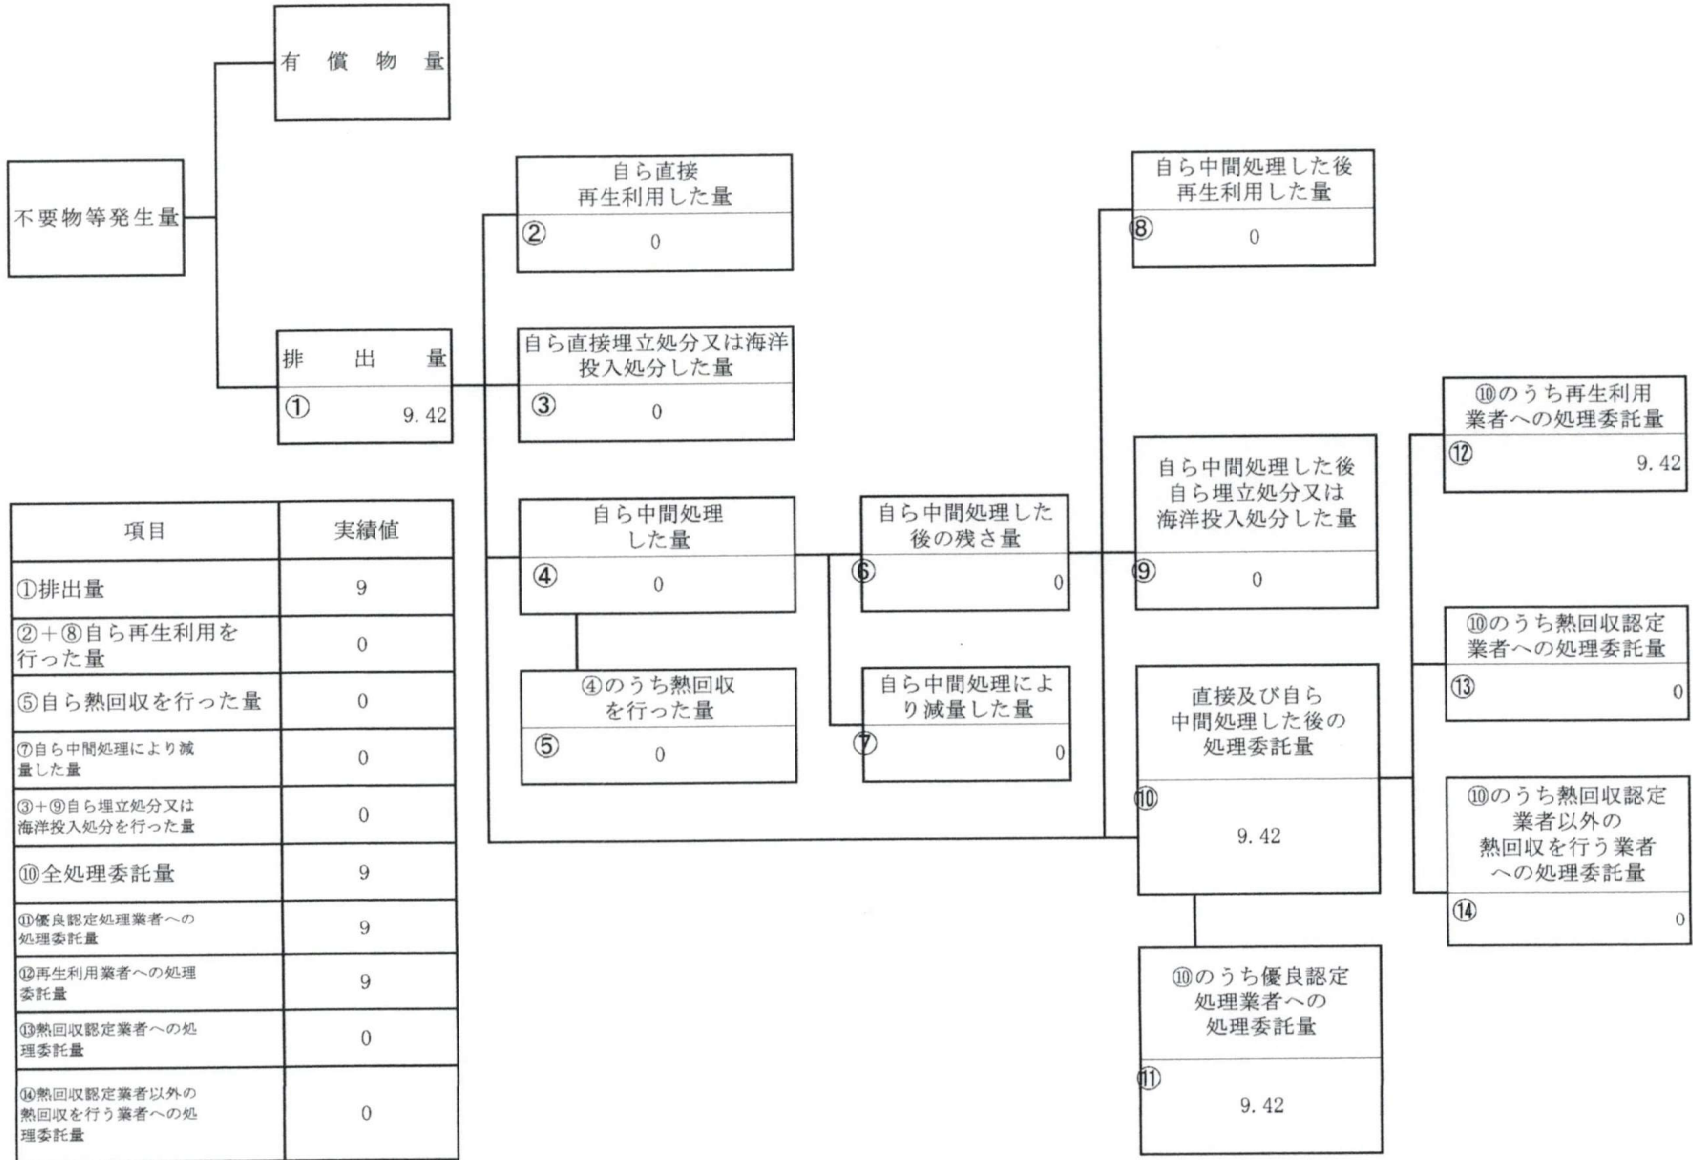 有償物量
不要物等発生量
排出量
① 9.42
自ら直接
再生利用した量
② 0
自ら直接埋立処分又は海洋
投入処分した量
③ 0
自ら中間処理
した量
④ 0
④のうち熱回収
を行った量
⑤ 0
自ら中間処理した
後の残さ量
⑥ 0
自ら中間処理によ
り減量した量
⑦ 0
自ら中間処理した後
再生利用した量
⑧ 0
自ら中間処理した後
自ら埋立処分又は
海洋投入処分した量
⑨ 0
直接及び自ら
中間処理した後の
処理委託量
⑩
9.42
⑩のうち優良認定
処理業者への
処理委託量
⑪
9.42
⑩のうち再生利用
業者への処理委託量
⑫ 9.42
⑩のうち熱回収認定
業者への処理委託量
⑬ 0
⑩のうち熱回収認定
業者以外の
熱回収を行う業者
への処理委託量
⑭ 0
項目 実績値
①排出量 9
②+⑧自ら再生利用を
行った量 0
⑤自ら熱回収を行った量 0
⑦自ら中間処理により減
量した量 0
③+⑨自ら埋立処分又は
海洋投入処分を行った量 0
⑩全処理委託量 9
⑪優良認定処理業者への
処理委託量 9
⑫再生利用業者への処理
委託量 9
⑬熱回収認定業者への処
理委託量 0
⑭熱回収認定業者以外の
熱回収を行う業者への処
理委託量 0